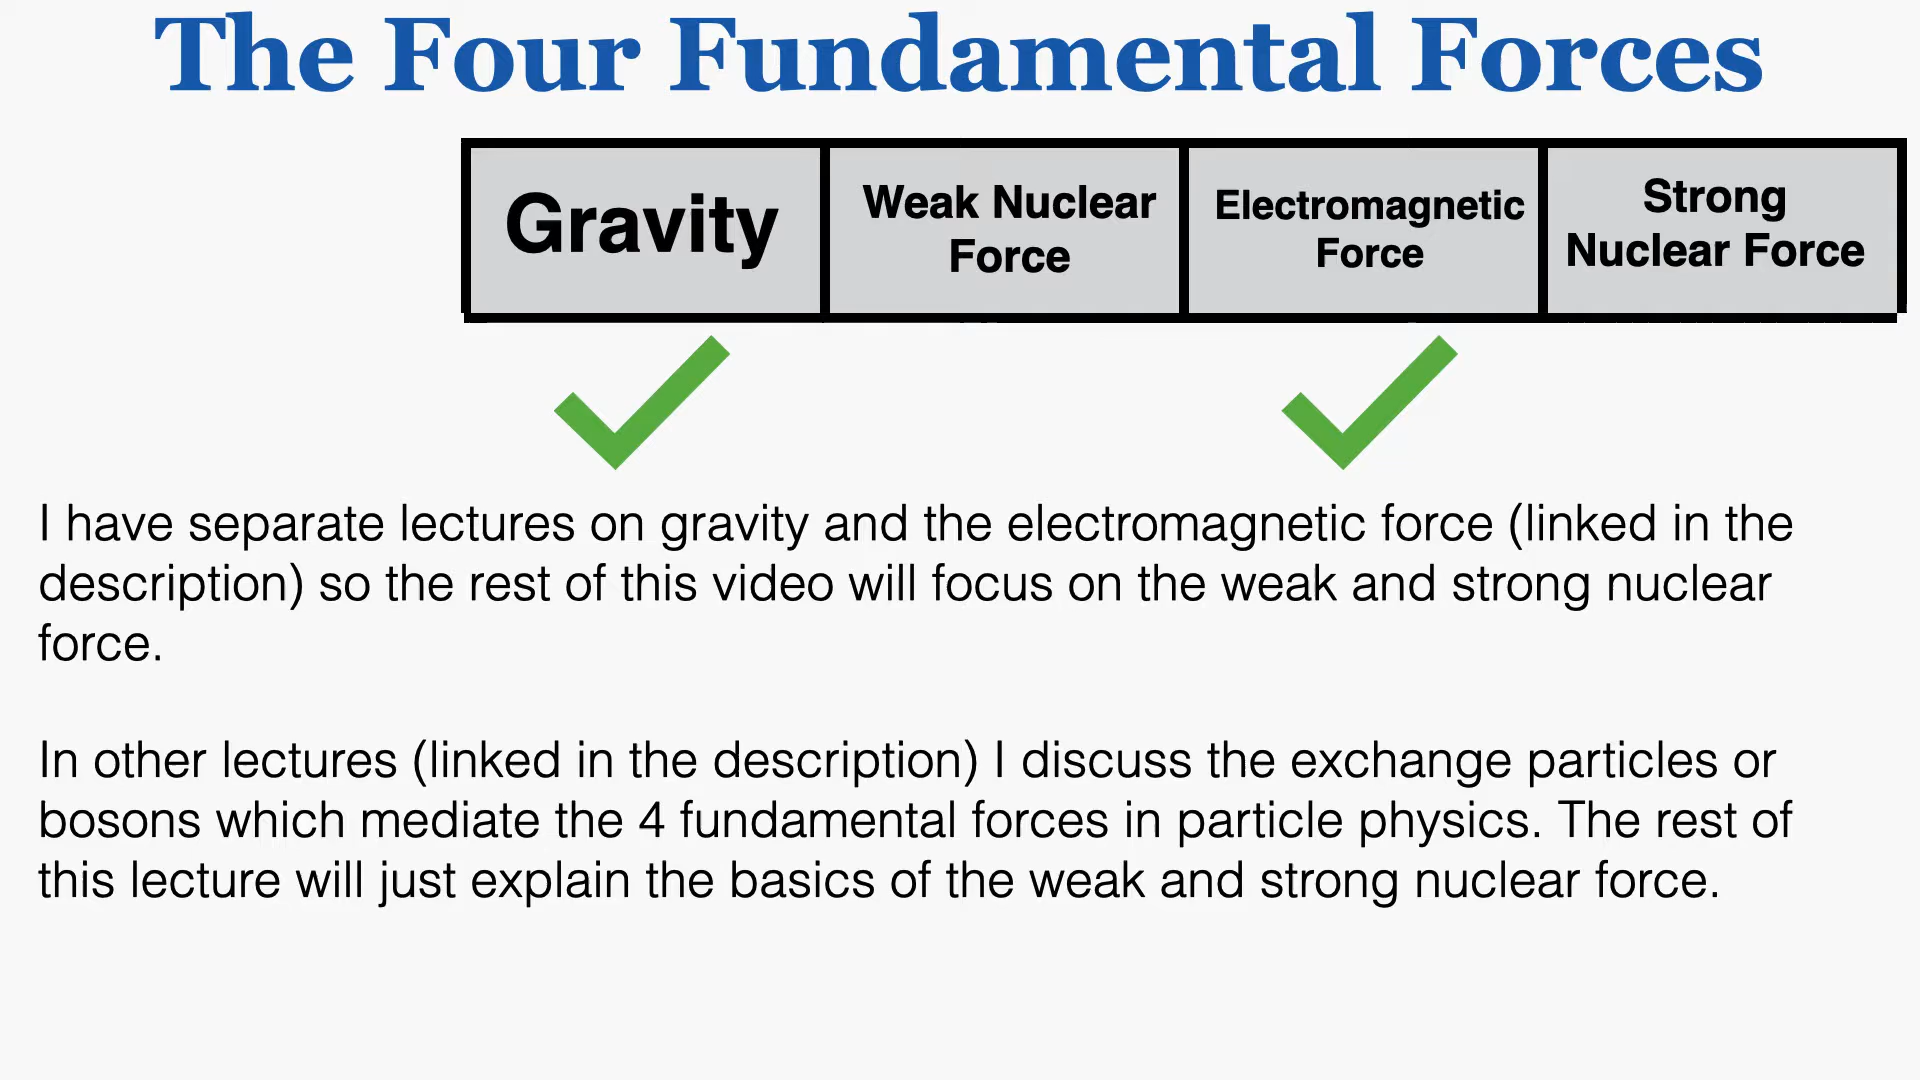 The Four Fundamental Forces
Gravity
Weak Nuclear
Force
Electromagnetic
Force
Strong
Nuclear Force
I have separate lectures on gravity and the electromagnetic force (linked in the
description) so the rest of this video will focus on the weak and strong nuclear
force.
In other lectures (linked in the description) I discuss the exchange particles or
bosons which mediate the 4 fundamental forces in particle physics. The rest of
this lecture will just explain the basics of the weak and strong nuclear force.